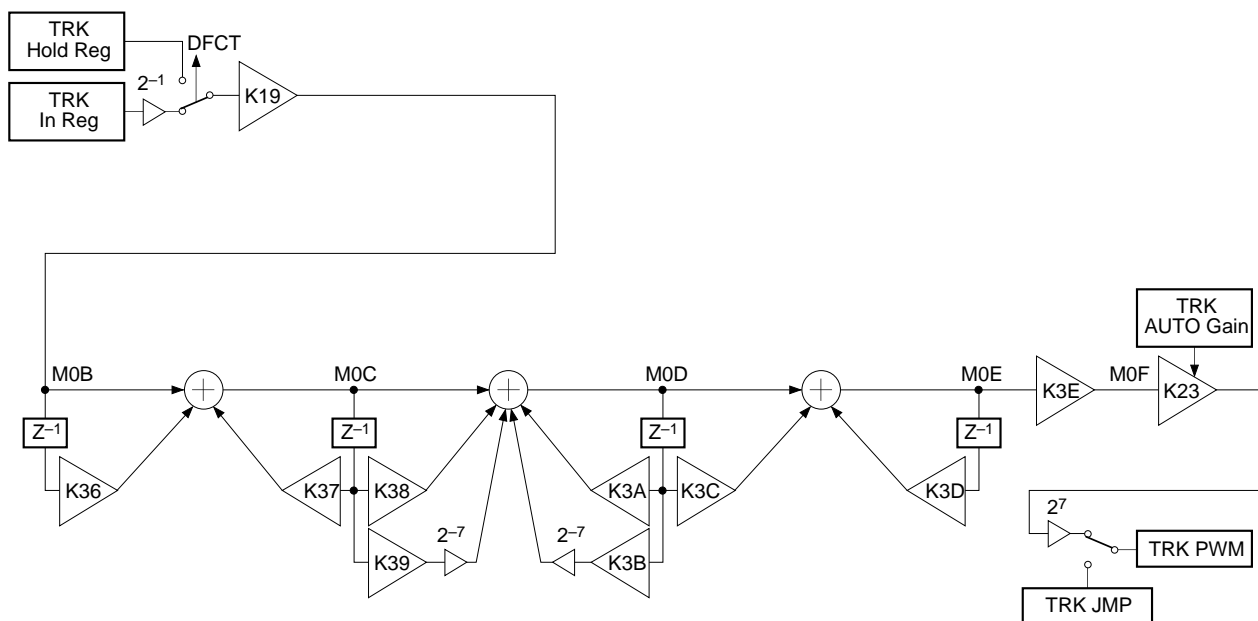 TRK
Hold Reg
DFCT
2–1
TRK
In Reg
K19
TRK
AUTO Gain
M0B
M0C
M0D
M0E
K3E
M0F
K23
Z–1
Z–1
Z–1
Z–1
K36
K37
K38
K3A
K3C
K3D
K39
2–7
2–7
K3B
27
TRK PWM
TRK JMP